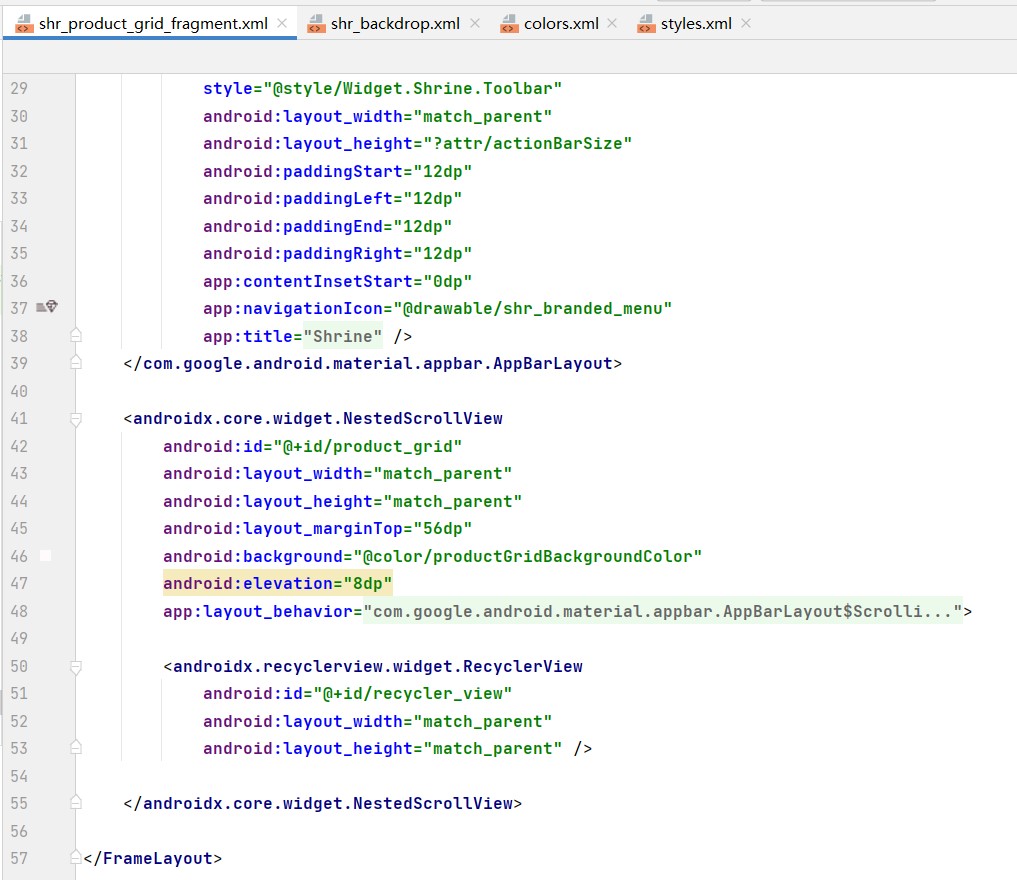 shr_product_grid_fragment.xml shr_backdrop.xml colors.xml styles.xml
29 style="@style/Widget.Shrine.Toolbar"
30 android:layout_width="match_parent"
31 android:layout_height="?attr/actionBarSize"
32 android:paddingStart="12dp"
33 android:paddingLeft="12dp"
34 android:paddingEnd="12dp"
35 android:paddingRight="12dp"
36 app:contentInsetStart="0dp"
37 app:navigationIcon="@drawable/shr_branded_menu"
38 app:title="Shrine" />
39 </com.google.android.material.appbar.AppBarLayout>
40
41 <androidx.core.widget.NestedScrollView
42 android:id="@+id/product_grid"
43 android:layout_width="match_parent"
44 android:layout_height="match_parent"
45 android:layout_marginTop="56dp"
46 android:background="@color/productGridBackgroundColor"
47 android:elevation="8dp"
48 app:layout_behavior="com.google.android.material.appbar.AppBarLayout$Scrolli...">
49
50 <androidx.recyclerview.widget.RecyclerView
51 android:id="@+id/recycler_view"
52 android:layout_width="match_parent"
53 android:layout_height="match_parent" />
54
55 </androidx.core.widget.NestedScrollView>
56
57 </FrameLayout>